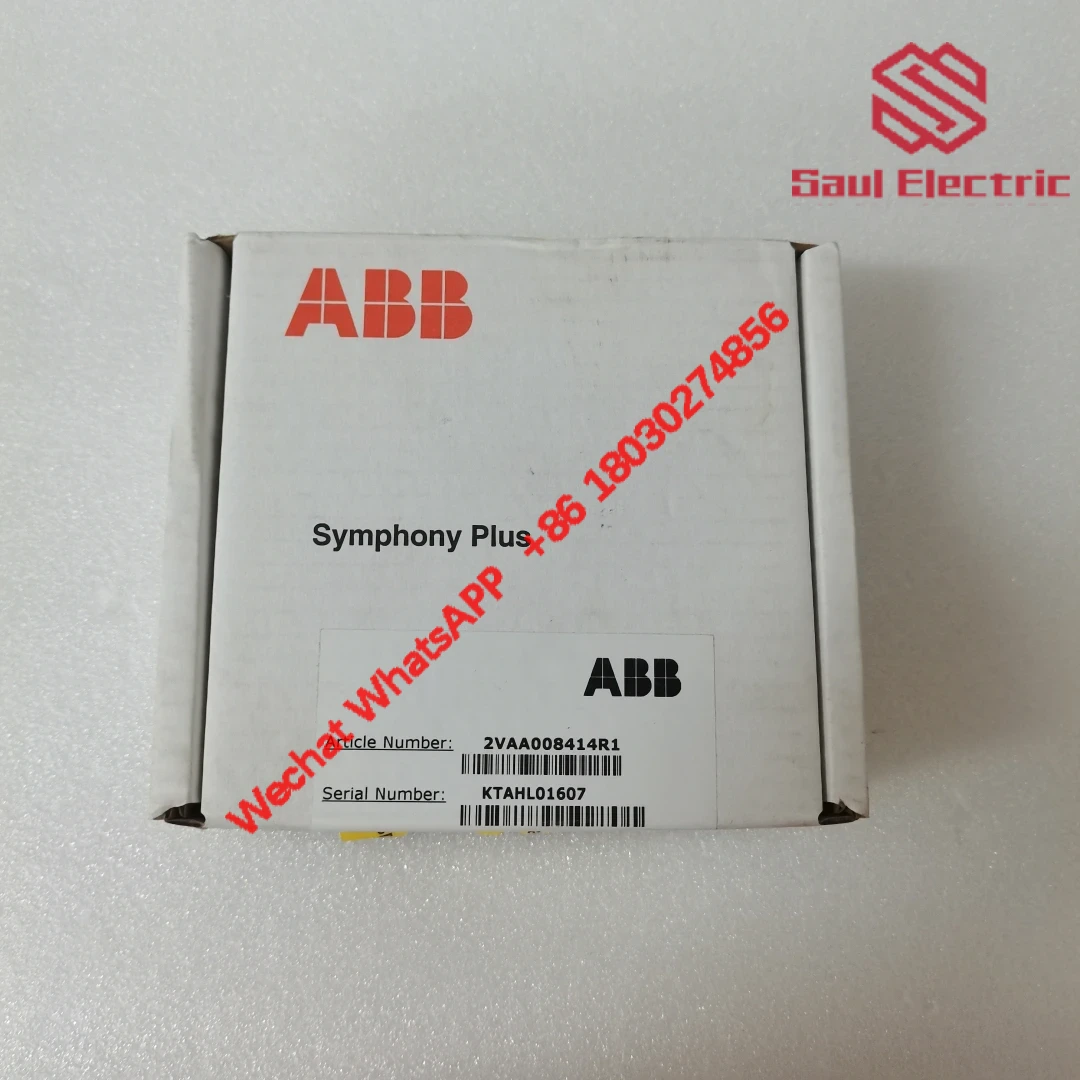 Saul Electric
ABB
Wechat WhatsAPP +86 18030274856
Symphony Plus
ABB
Article Number: 2VAA008414R1
Serial Number: KTAHL01607